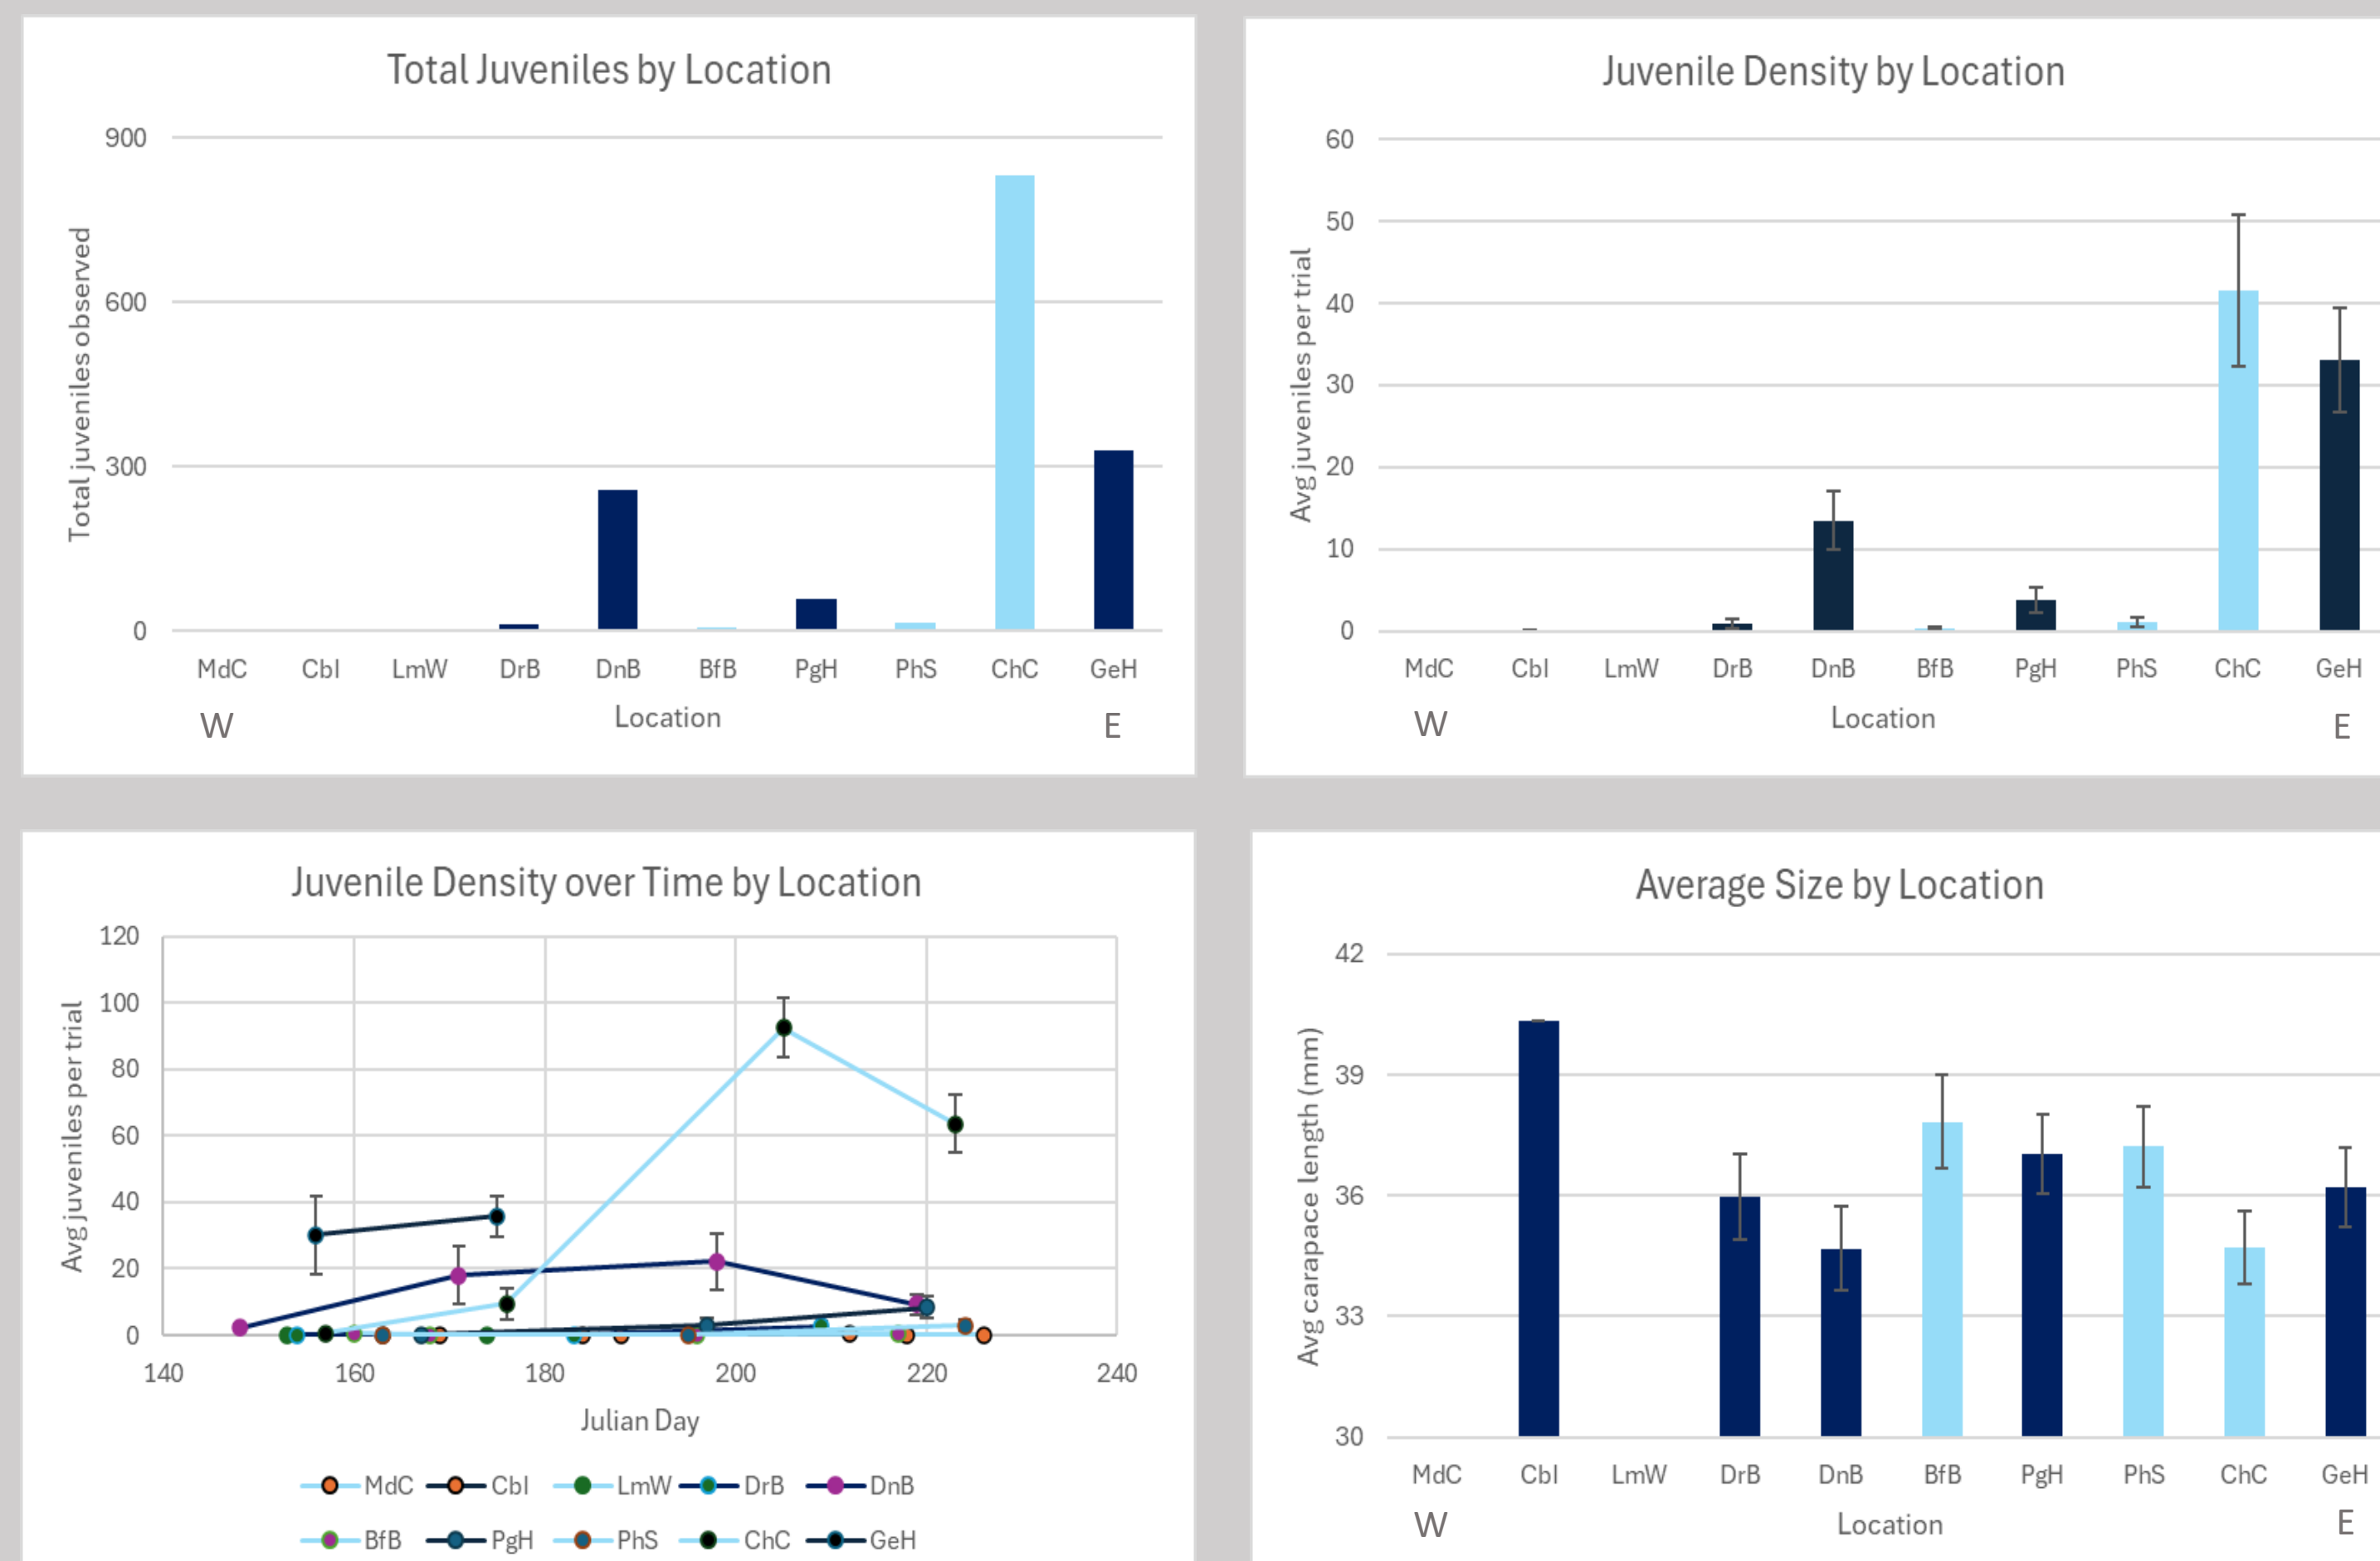 Total Juveniles by Location
Total juveniles observed
900
600
300
0
MdC CbI LmW DrB DnB BfB PgH PhS ChC GeH
W Location E
Juvenile Density by Location
Avg juveniles per trial
60
50
40
30
20
10
0
MdC CbI LmW DrB DnB BfB PgH PhS ChC GeH
W Location E
Juvenile Density over Time by Location
Avg juveniles per trial
120
100
80
60
40
20
0
140 160 180 200 220 240
Julian Day
MdC CbI LmW DrB DnB
BfB PgH PhS ChC GeH
Average Size by Location
Avg carapace length (mm)
42
39
36
33
30
MdC CbI LmW DrB DnB BfB PgH PhS ChC GeH
W Location E